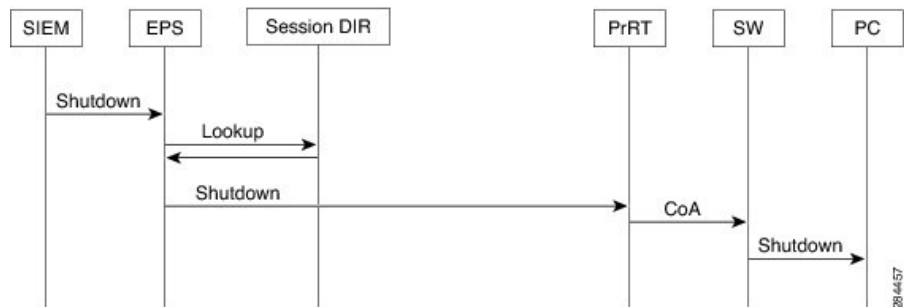 SIEM
EPS
Session DIR
PrRT
SW
PC
Shutdown
Lookup
Shutdown
CoA
Shutdown
284457